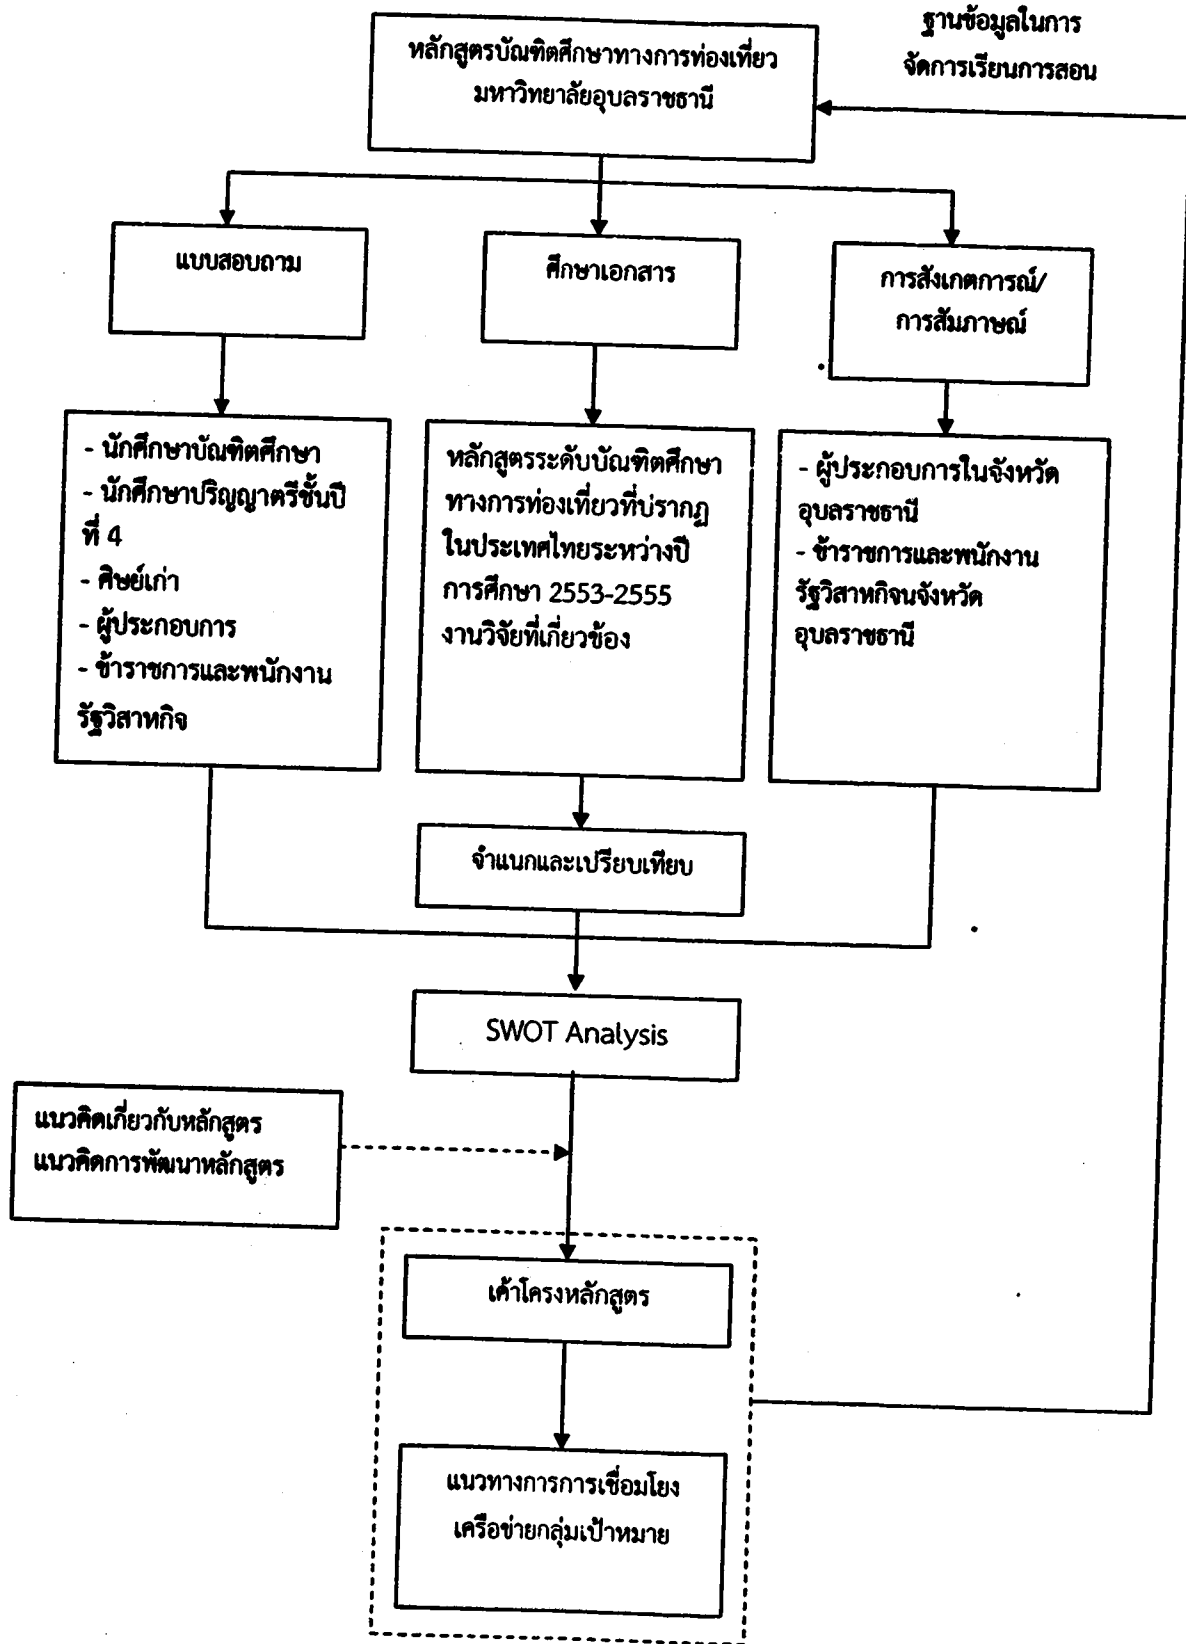 ฐานข้อมูลในการ
จัดการเรียนการสอน
หลักสูตรบัณฑิตศึกษาทางการท่องเที่ยว
มหาวิทยาลัยอุบลราชธานี
แบบสอบถาม
ศึกษาเอกสาร
การสังเกตการณ์/
การสัมภาษณ์
- นักศึกษาบัณฑิตศึกษา
- นักศึกษาปริญญาตรีชั้นปี
ที่ 4
- ศิษย์เก่า
- ผู้ประกอบการ
- ข้าราชการและพนักงาน
รัฐวิสาหกิจ
หลักสูตรระดับบัณฑิตศึกษา
ทางการท่องเที่ยวที่ปรากฏ
ในประเทศไทยระหว่างปี
การศึกษา 2553-2555
งานวิจัยที่เกี่ยวข้อง
- ผู้ประกอบการในจังหวัด
อุบลราชธานี
- ข้าราชการและพนักงาน
รัฐวิสาหกิจนจังหวัด
อุบลราชธานี
จำแนกและเปรียบเทียบ
SWOT Analysis
แนวคิดเกี่ยวกับหลักสูตร
แนวคิดการพัฒนาหลักสูตร
เค้าโครงหลักสูตร
แนวทางการการเชื่อมโยง
เครือข่ายกลุ่มเป้าหมาย